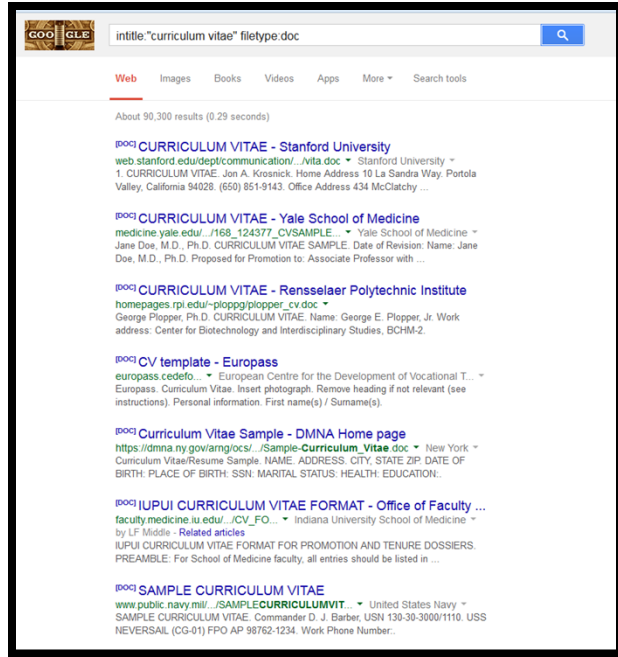 GOO GLE
intitle:"curriculum vitae" filetype:doc
Web Images Books Videos Apps More Search tools
About 90,300 results (0.29 seconds)
[DOC] CURRICULUM VITAE - Stanford University
web.stanford.edu/dept/communication/.../vita.doc Stanford University
1. CURRICULUM VITAE. Jon A. Krosnick. Home Address 10 La Sandra Way. Portola
Valley, California 94028. (650) 851-9143. Office Address 434 McClatchy ...
[DOC] CURRICULUM VITAE - Yale School of Medicine
medicine.yale.edu/.../168_124377_CVSAMPLE... Yale School of Medicine
Jane Doe, M.D., Ph.D. CURRICULUM VITAE SAMPLE. Date of Revision: Name: Jane
Doe, M.D., Ph.D. Proposed for Promotion to: Associate Professor with ...
[DOC] CURRICULUM VITAE - Rensselaer Polytechnic Institute
homepages.rpi.edu/~ploppg/plopper_cv.doc
George Plopper, Ph.D. CURRICULUM VITAE. Name: George E. Plopper, Jr. Work
address: Center for Biotechnology and Interdisciplinary Studies, BCHM-2.
[DOC] CV template - Europass
europass.cedefo... European Centre for the Development of Vocational T...
Europass. Curriculum Vitae. Insert photograph. Remove heading if not relevant (see
instructions). Personal information. First name(s) / Surname(s).
[DOC] Curriculum Vitae Sample - DMNA Home page
https://dmna.ny.gov/arng/ocs/.../Sample-Curriculum_Vitae.doc New York
Curriculum Vitae/Resume Sample. NAME. ADDRESS. CITY, STATE ZIP. DATE OF
BIRTH: PLACE OF BIRTH: SSN: MARITAL STATUS: HEALTH: EDUCATION:.
[DOC] IUPUI CURRICULUM VITAE FORMAT - Office of Faculty ...
faculty.medicine.iu.edu/.../CV_FO... Indiana University School of Medicine
by LF Middle - Related articles
IUPUI CURRICULUM VITAE FORMAT FOR PROMOTION AND TENURE DOSSIERS.
PREAMBLE: For School of Medicine faculty, all entries should be listed in ...
[DOC] SAMPLE CURRICULUM VITAE
www.public.navy.mil/.../SAMPLECURRICULUMVIT... United States Navy
SAMPLE CURRICULUM VITAE. Commander D. J. Barber, USN 130-30-3000/1110. USS
NEVERSAIL (CG-01) FPO AP 98762-1234. Work Phone Number:.